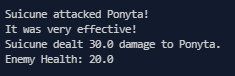 Suicune attacked Ponyta!
It was very effective!
Suicune dealt 30.0 damage to Ponyta.
Enemy Health: 20.0